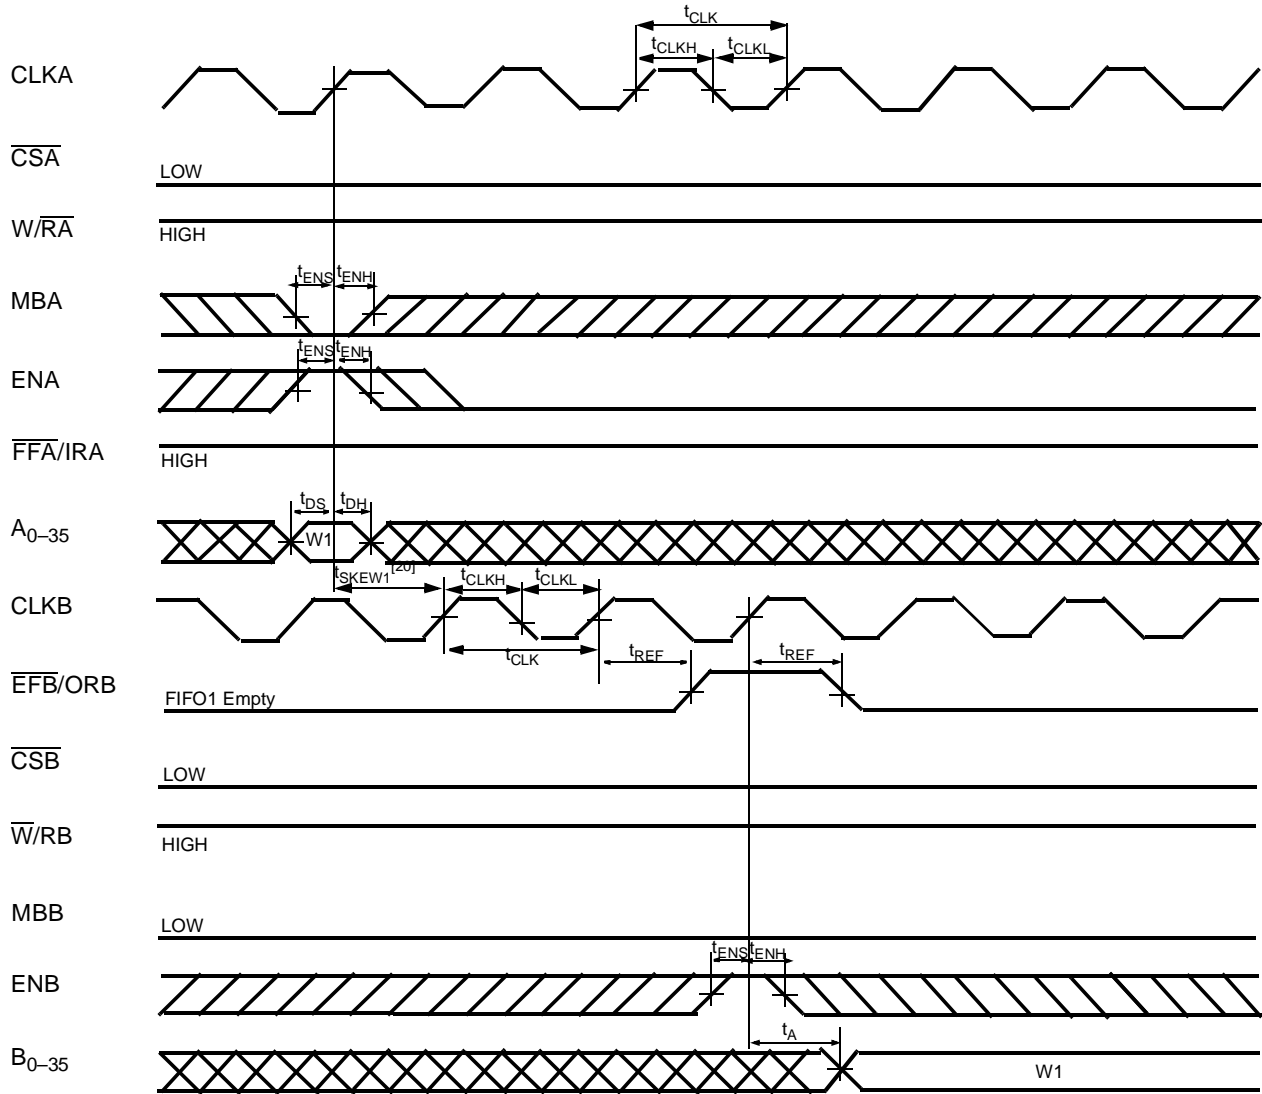 tCLK
tCLKH tCLKL
CLKA
CSA
LOW
W/RA
HIGH
tENS tENH
MBA
tENS tENH
ENA
FFA/IRA
HIGH
tDS tDH
A0–35
W1
tSKEW1[20] tCLKH tCLKL
CLKB
tCLK tREF tREF
EFB/ORB
FIFO1 Empty
CSB
LOW
W/RB
HIGH
MBB
LOW
tENS tENH
ENB
tA
B0–35
W1